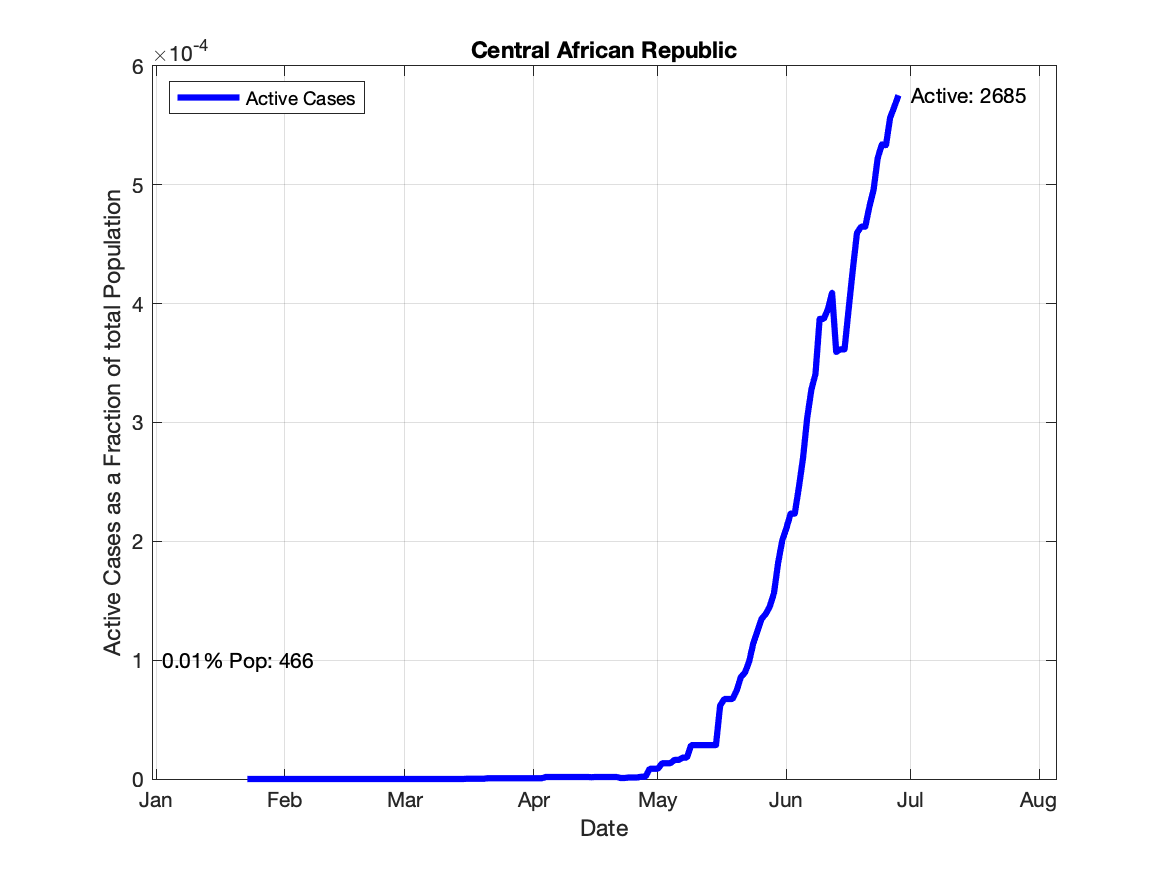 Central African Republic
×10-4
Active Cases
Active: 2685
6
5
4
3
2
1
0
0.01% Pop: 466
Active Cases as a Fraction of total Population
Jan Feb Mar Apr May Jun Jul Aug
Date